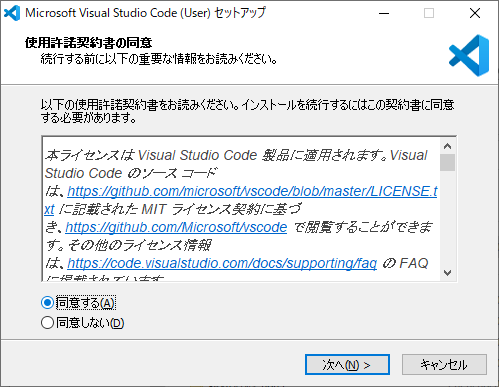 Microsoft Visual Studio Code (User) セットアップ
使用許諾契約書の同意
続行する前に以下の重要な情報をお読みください。
以下の使用許諾契約書をお読みください。インストールを続行するにはこの契約書に同意
する必要があります。
本ライセンスは Visual Studio Code 製品に適用されます。Visual
Studio Code のソース コード
は、https://github.com/microsoft/vscode/blob/master/LICENSE.t
xt に記載された MIT ライセンス契約に基づ
き、https://github.com/Microsoft/vscode で閲覧することができま
す。その他のライセンス情報
は、https://code.visualstudio.com/docs/supporting/faq の FAQ
に掲載されています
同意する(A)
同意しない(D)
次へ(N) >
キャンセル